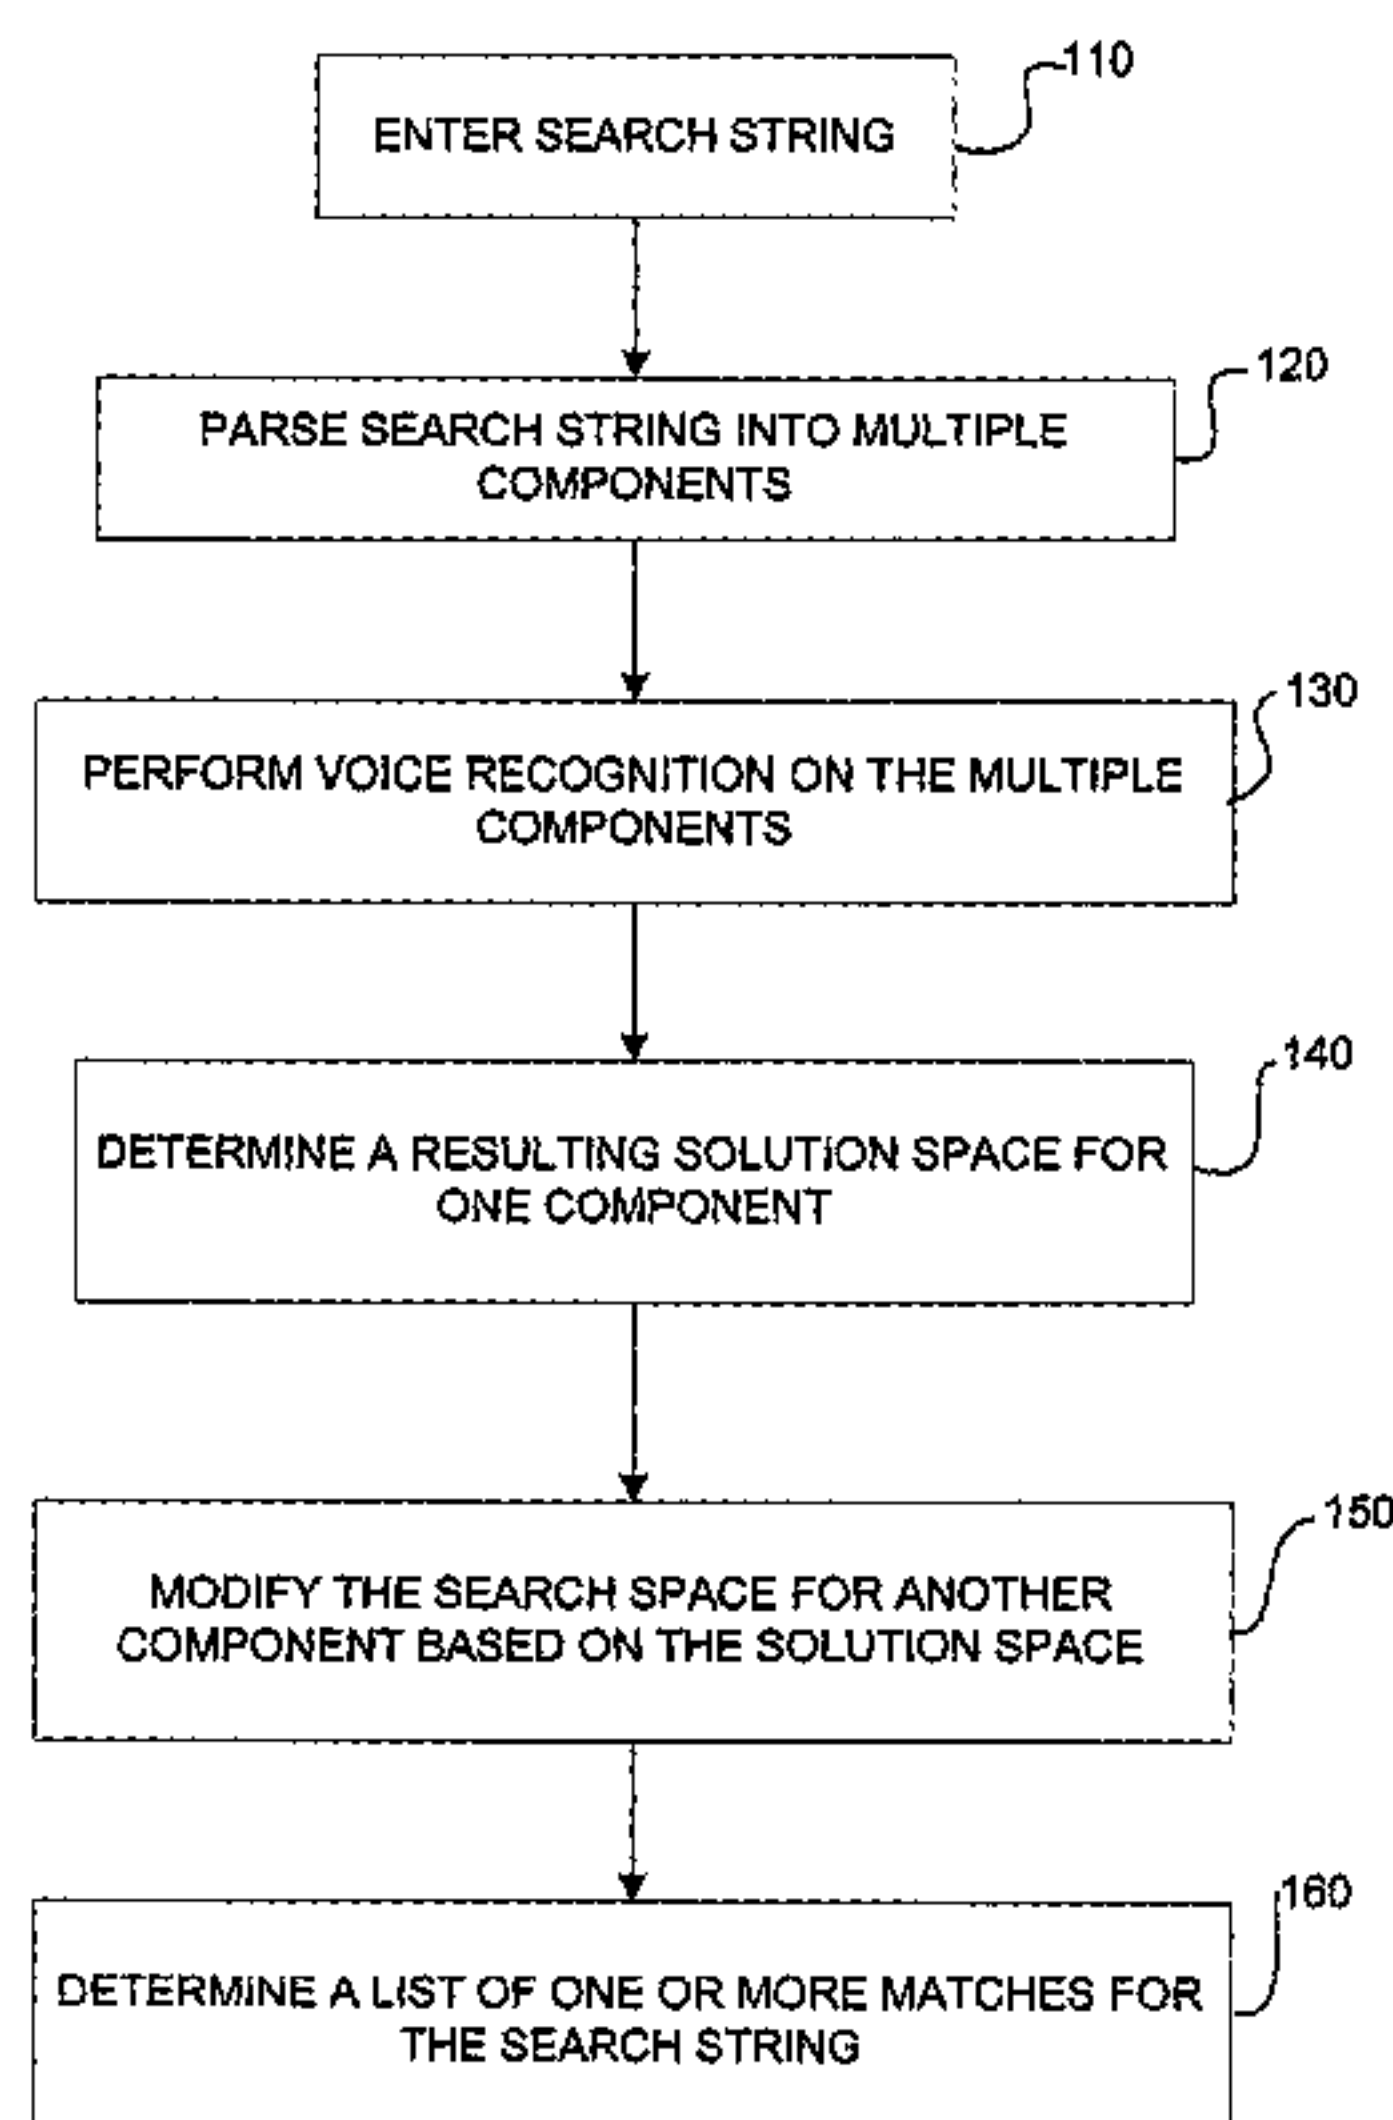 110
ENTER SEARCH STRING
120
PARSE SEARCH STRING INTO MULTIPLE
COMPONENTS
130
PERFORM VOICE RECOGNITION ON THE MULTIPLE
COMPONENTS
140
DETERMINE A RESULTING SOLUTION SPACE FOR
ONE COMPONENT
150
MODIFY THE SEARCH SPACE FOR ANOTHER
COMPONENT BASED ON THE SOLUTION SPACE
160
DETERMINE A LIST OF ONE OR MORE MATCHES FOR
THE SEARCH STRING